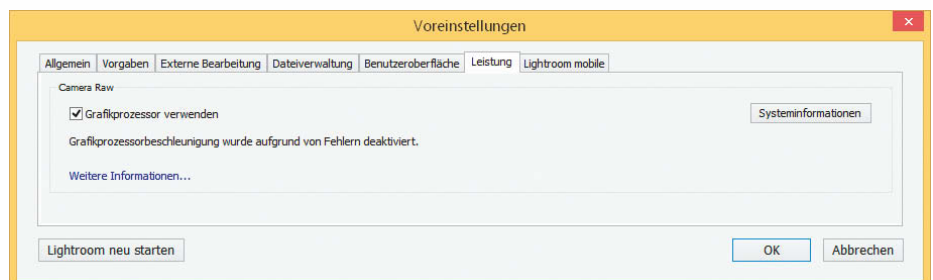 Voreinstellungen
Allgemein Vorgaben Externe Bearbeitung Dateiverwaltung Benutzeroberfläche Leistung Lightroom mobile
Camera Raw
Grafikprozessor verwenden
Systeminformationen
Grafikprozessorbeschleunigung wurde aufgrund von Fehlern deaktiviert.
Weitere Informationen...
Lightroom neu starten
OK
Abbrechen